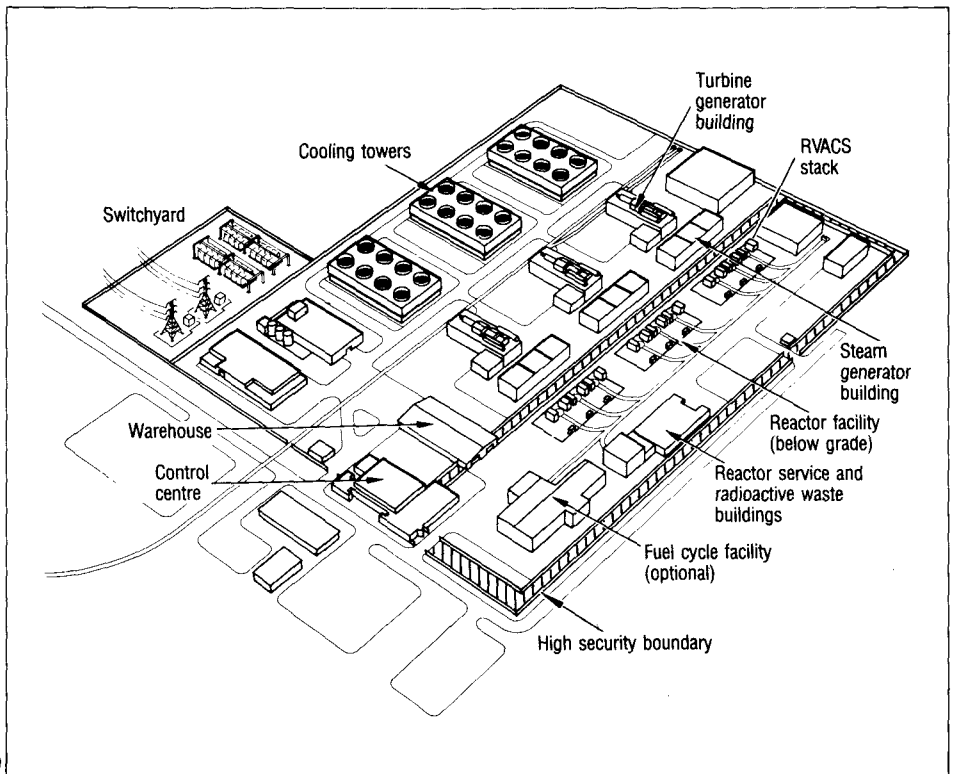 Turbine
generator
building
Cooling towers
RVACS
stack
Switchyard
Steam
generator
building
Warehouse
Reactor facility
(below grade)
Control
centre
Reactor service and
radioactive waste
buildings
Fuel cycle facility
(optional)
High security boundary